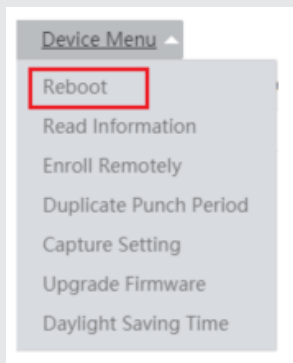 Device Menu
Reboot
Read Information
Enroll Remotely
Duplicate Punch Period
Capture Setting
Upgrade Firmware
Daylight Saving Time